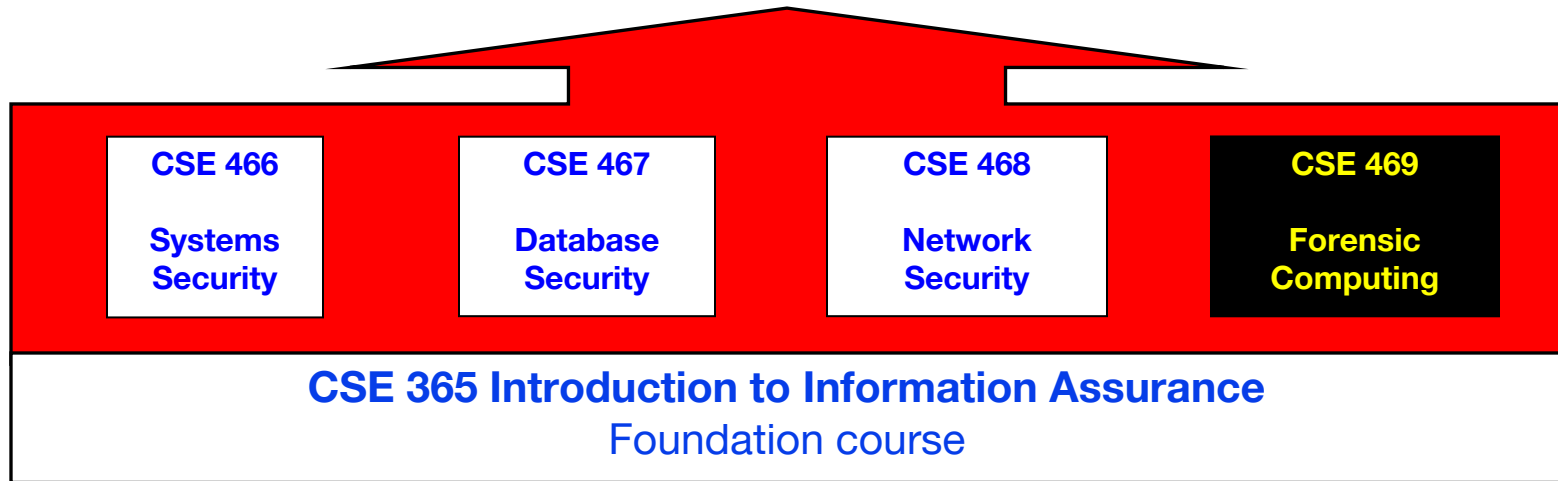 CSE 466
Systems
Security
CSE 467
Database
Security
CSE 468
Network
Security
CSE 469
Forensic
Computing
CSE 365 Introduction to Information Assurance
Foundation course